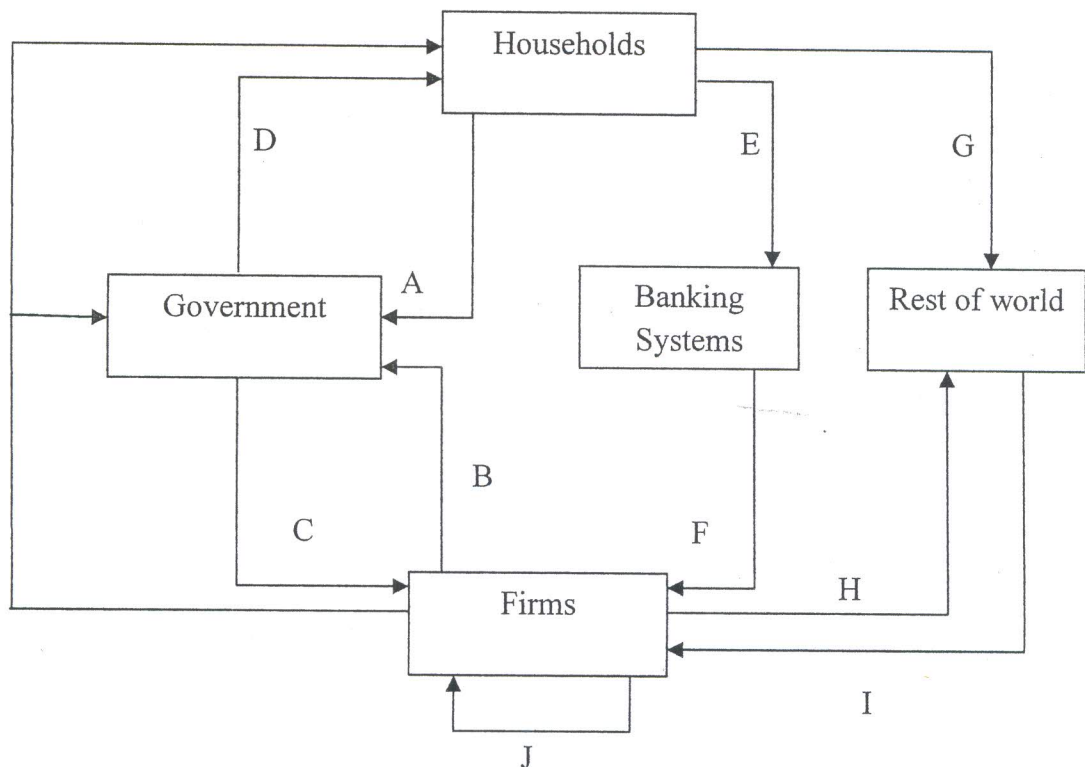 Households
D
E
G
A
Government
Banking
Systems
Rest of world
B
C
F
Firms
H
I
J